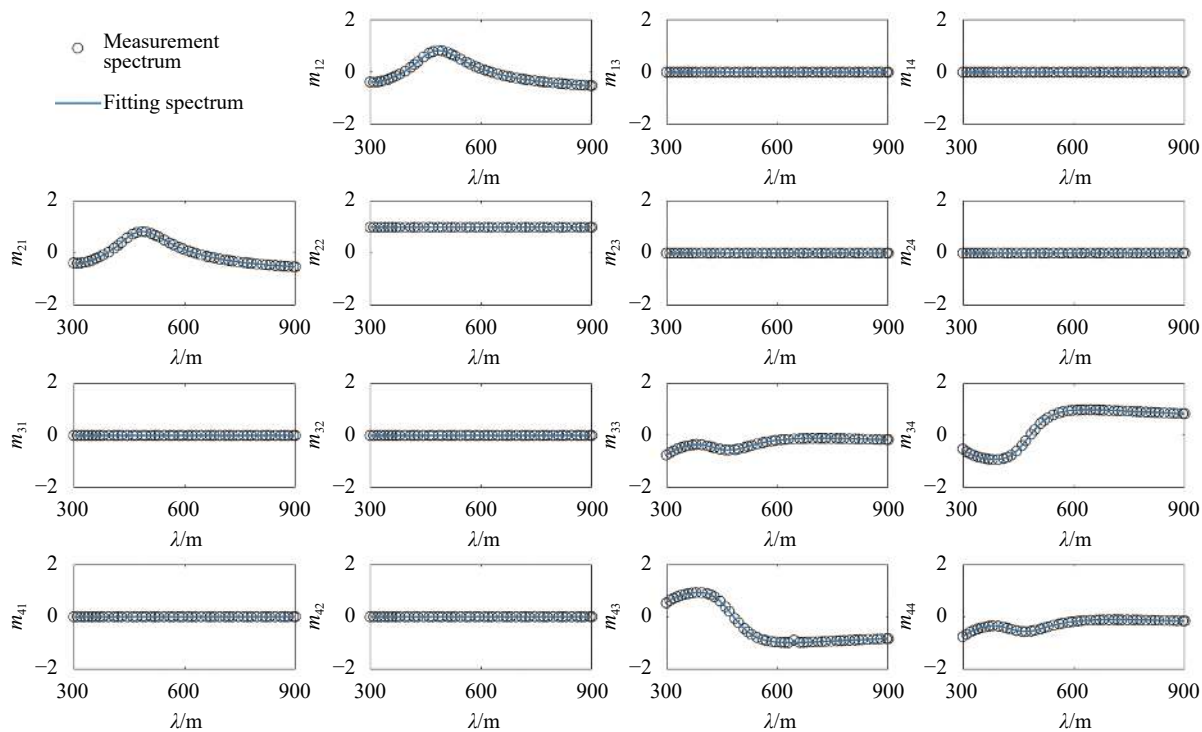 Measurement
spectrum
Fitting spectrum
2
0
−2
m12
300 600 900
λ/m
2
0
−2
m13
300 600 900
λ/m
2
0
−2
m14
300 600 900
λ/m
2
0
−2
m21
300 600 900
λ/m
2
0
−2
m22
300 600 900
λ/m
2
0
−2
m23
300 600 900
λ/m
2
0
−2
m24
300 600 900
λ/m
2
0
−2
m31
300 600 900
λ/m
2
0
−2
m32
300 600 900
λ/m
2
0
−2
m33
300 600 900
λ/m
2
0
−2
m34
300 600 900
λ/m
2
0
−2
m41
300 600 900
λ/m
2
0
−2
m42
300 600 900
λ/m
2
0
−2
m43
300 600 900
λ/m
2
0
−2
m44
300 600 900
λ/m